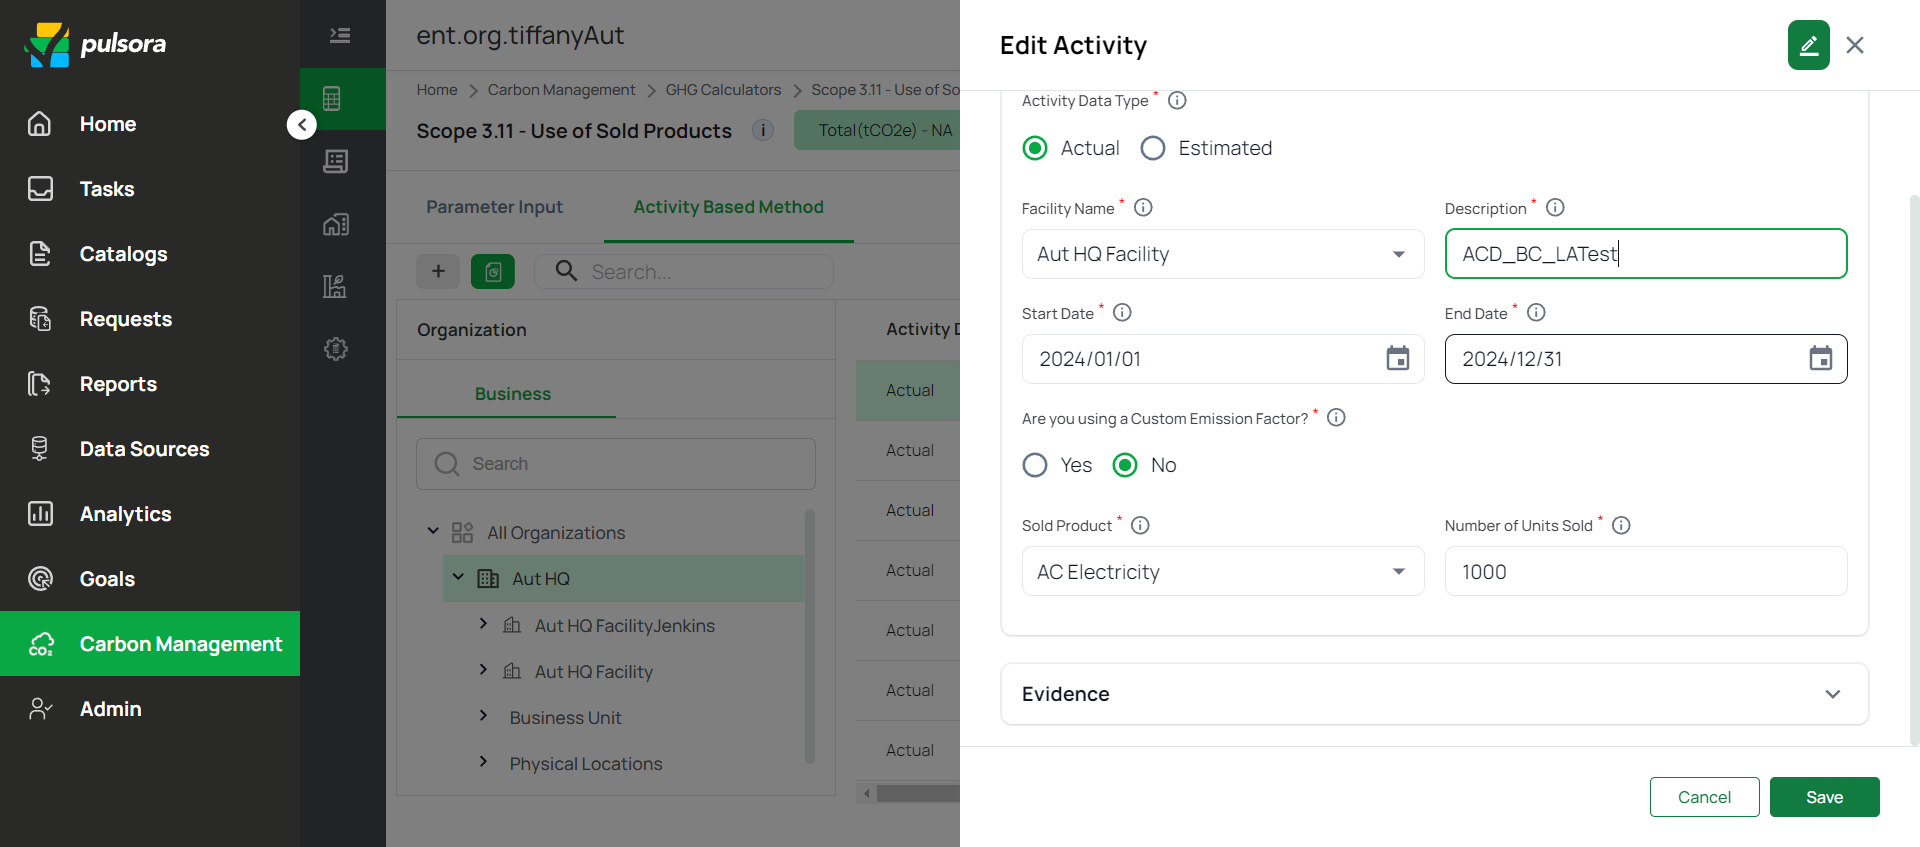 pulsora
Home
Tasks
Catalogs
Requests
Reports
Data Sources
Analytics
Goals
CO₂
Carbon Management
Admin
ent.org.tiffanyAut
Home > Carbon Management > GHG Calculators > Scope 3.11 - Use of So
Scope 3.11 - Use of Sold Products i Total(tCO2e) - NA
Parameter Input Activity Based Method
+ Search...
Organization
Business
Search
All Organizations
Aut HQ
Aut HQ FacilityJenkins
Aut HQ Facility
Business Unit
Physical Locations
Activity D
Actual
Actual
Actual
Actual
Actual
Actual
Actual
Edit Activity
Activity Data Type *
Actual Estimated
Facility Name * Description *
Aut HQ Facility ACD_BC_LATest
Start Date * End Date *
2024/01/01 2024/12/31
Are you using a Custom Emission Factor? *
Yes No
Sold Product * Number of Units Sold *
AC Electricity 1000
Evidence
Cancel Save